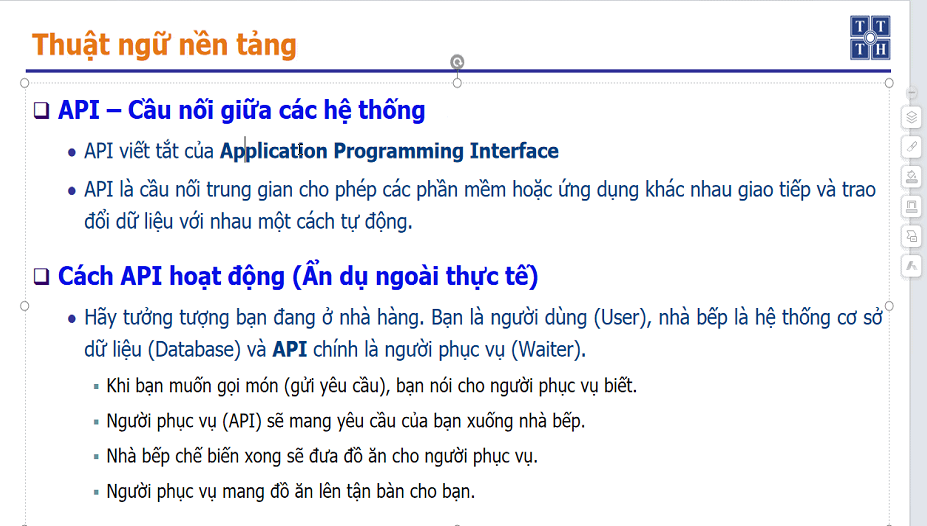 Thuật ngữ nền tảng
T T
T H
API – Cầu nối giữa các hệ thống
API viết tắt của Application Programming Interface
API là cầu nối trung gian cho phép các phần mềm hoặc ứng dụng khác nhau giao tiếp và trao
đổi dữ liệu với nhau một cách tự động.
Cách API hoạt động (Ẩn dụ ngoài thực tế)
Hãy tưởng tượng bạn đang ở nhà hàng. Bạn là người dùng (User), nhà bếp là hệ thống cơ sở
dữ liệu (Database) và API chính là người phục vụ (Waiter).
Khi bạn muốn gọi món (gửi yêu cầu), bạn nói cho người phục vụ biết.
Người phục vụ (API) sẽ mang yêu cầu của bạn xuống nhà bếp.
Nhà bếp chế biến xong sẽ đưa đồ ăn cho người phục vụ.
Người phục vụ mang đồ ăn lên tận bàn cho bạn.